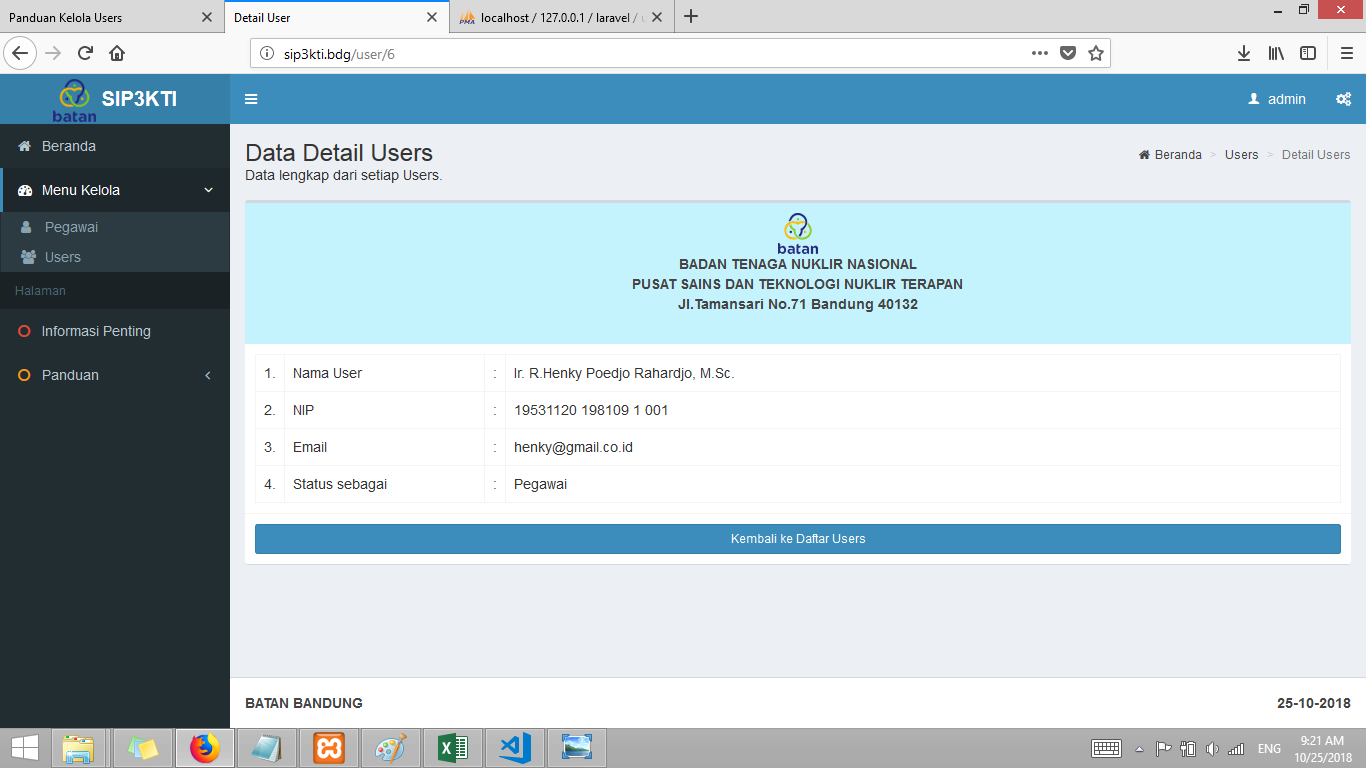 Panduan Kelola Users
Detail User
localhost / 127.0.0.1 / laravel /
sip3kti.bdg/user/6
batan
SIP3KTI
admin
Beranda
Menu Kelola
Pegawai
Users
Halaman
Informasi Penting
Panduan
Data Detail Users
Data lengkap dari setiap Users.
Beranda > Users > Detail Users
batan
BADAN TENAGA NUKLIR NASIONAL
PUSAT SAINS DAN TEKNOLOGI NUKLIR TERAPAN
Jl.Tamansari No.71 Bandung 40132
1. Nama User : Ir. R.Henky Poedjo Rahardjo, M.Sc.
2. NIP : 19531120 198109 1 001
3. Email : henky@gmail.co.id
4. Status sebagai : Pegawai
Kembali ke Daftar Users
BATAN BANDUNG
25-10-2018
ENG
9:21 AM
10/25/2018